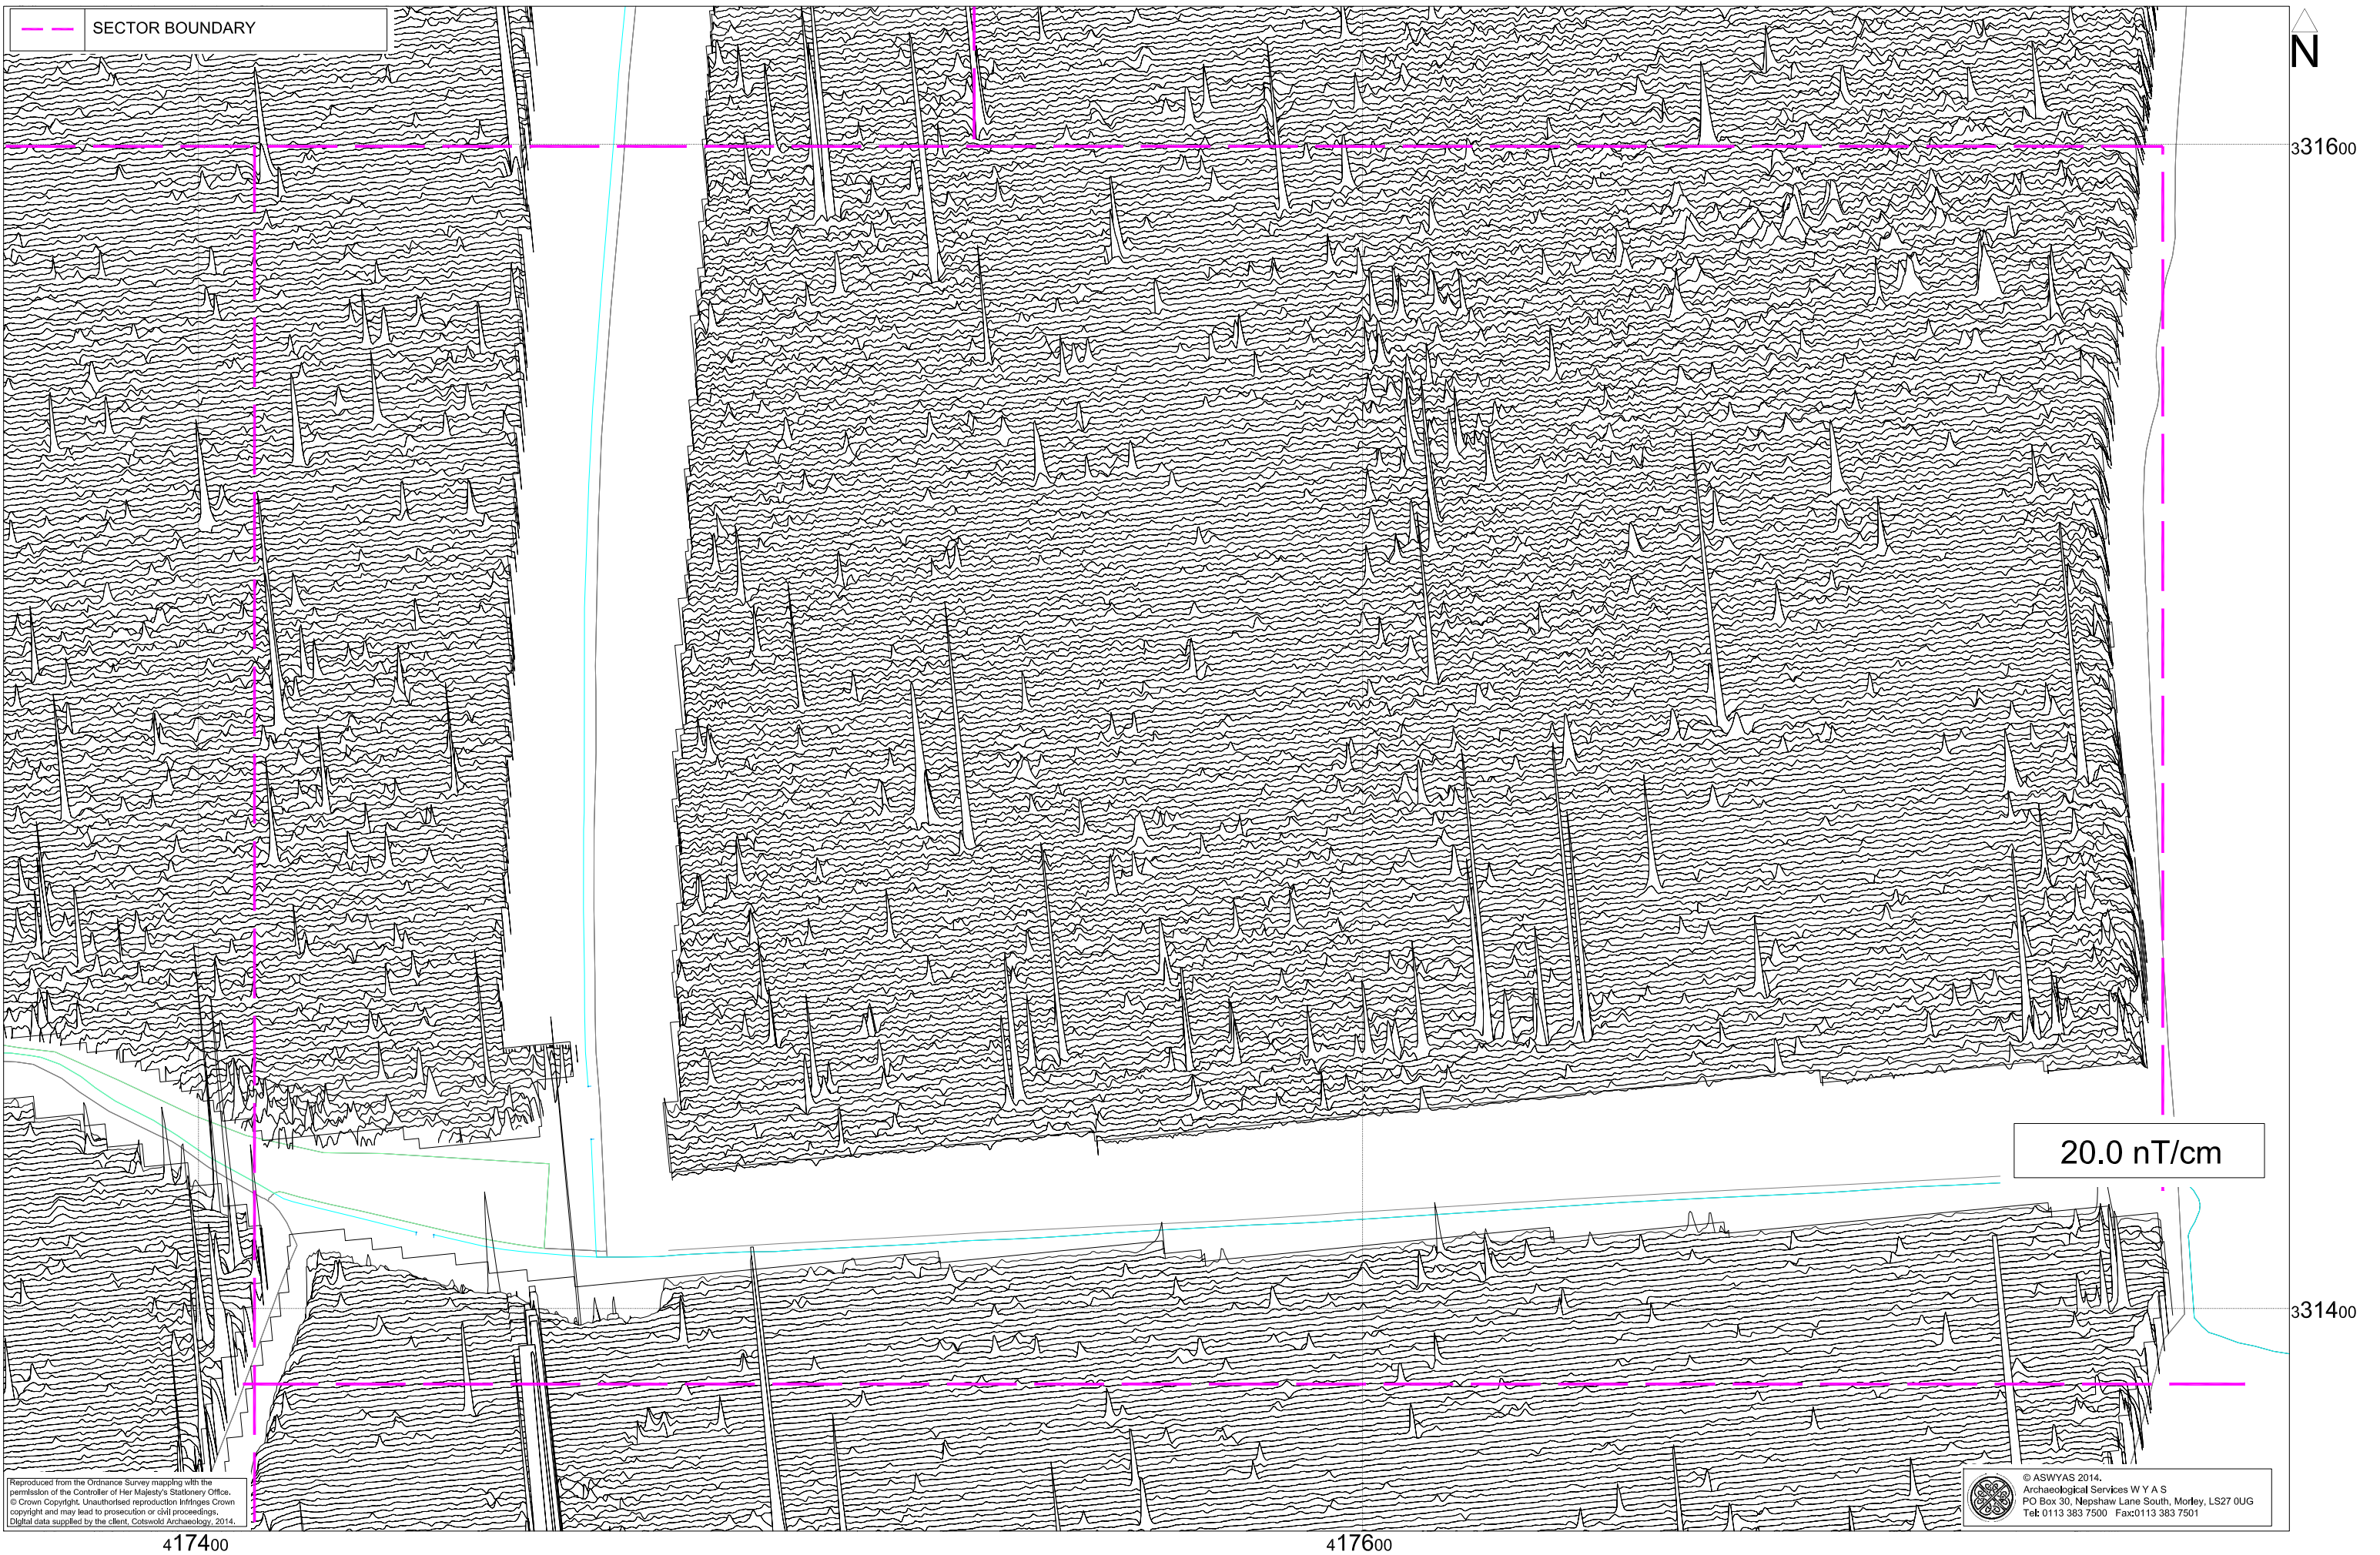 SECTOR BOUNDARY
N
331600
20.0 nT/cm
331400
Reproduced from the Ordnance Survey mapping with the
permission of the Controller of Her Majesty's Stationery Office.
© Crown Copyright. Unauthorised reproduction infringes Crown
copyright and may lead to prosecution or civil proceedings.
Digital data supplied by the client, Cotswold Archaeology, 2014.
© ASWYAS 2014.
Archaeological Services W Y A S
PO Box 30, Nepshaw Lane South, Morley, LS27 0UG
Tel: 0113 383 7500 Fax:0113 383 7501
417400
417600